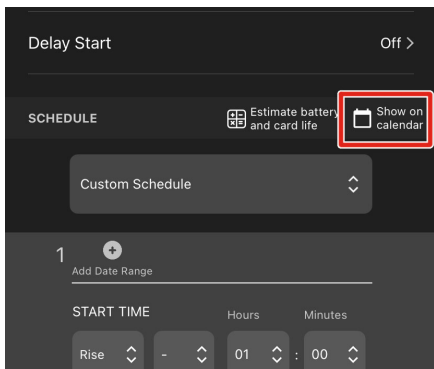 Delay Start Off >
SCHEDULE Estimate battery and card life Show on calendar
Custom Schedule
1
Add Date Range
START TIME Hours Minutes
Rise - 01 : 00